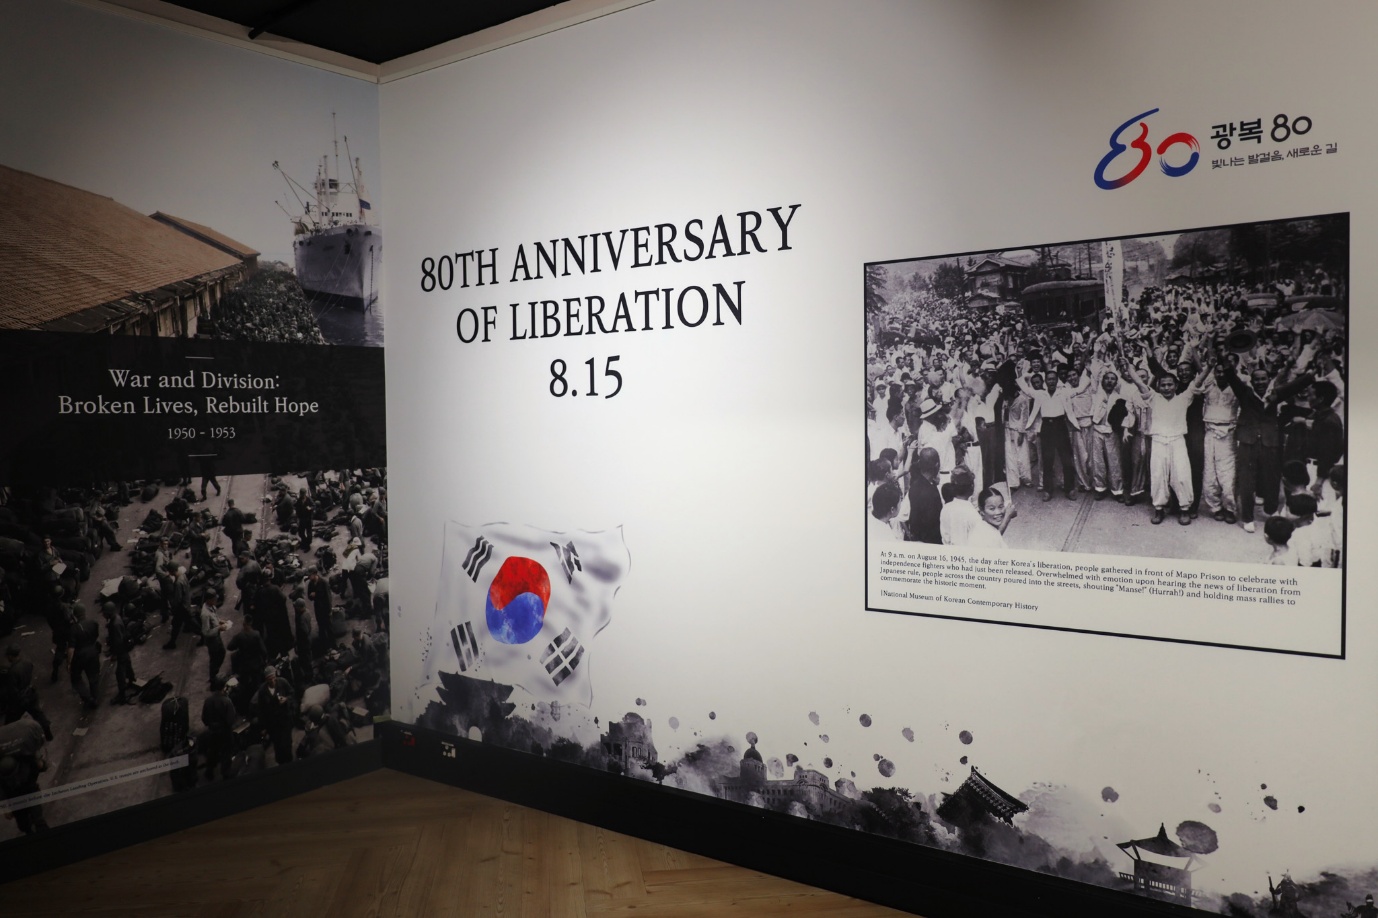 War and Division:
Broken Lives, Rebuilt Hope
1950 - 1953
80TH ANNIVERSARY
OF LIBERATION
8.15
80
광복 80
빛나는 발걸음, 새로운 길
At 9 a.m. on August 16, 1945, the day after Korea's liberation, people gathered in front of Mapo Prison to celebrate with
independence fighters who had just been released. Overwhelmed with emotion upon hearing the news of liberation from
Japanese rule, people across the country poured into the streets, shouting "Manse!" (Hurrah!) and holding mass rallies to
commemorate the historic moment.
|National Museum of Korean Contemporary History